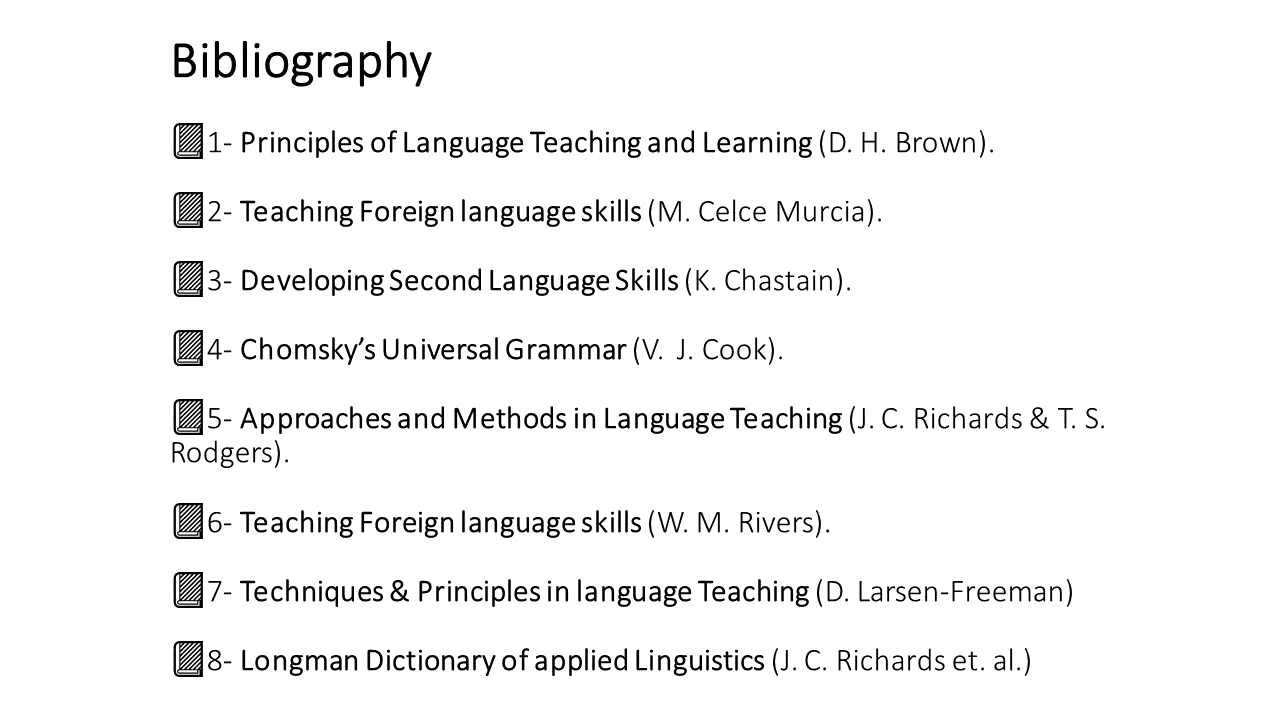 Bibliography
1- Principles of Language Teaching and Learning (D. H. Brown).
2- Teaching Foreign language skills (M. Celce Murcia).
3- Developing Second Language Skills (K. Chastain).
4- Chomsky’s Universal Grammar (V. J. Cook).
5- Approaches and Methods in Language Teaching (J. C. Richards & T. S.
Rodgers).
6- Teaching Foreign language skills (W. M. Rivers).
7- Techniques & Principles in language Teaching (D. Larsen-Freeman)
8- Longman Dictionary of applied Linguistics (J. C. Richards et. al.)